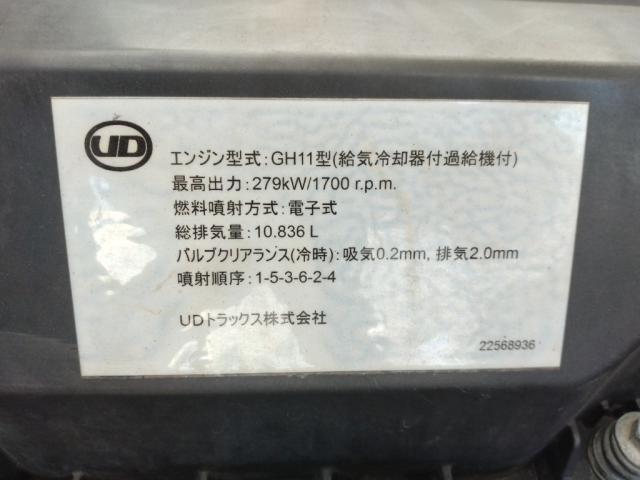 UD
エンジン型式:GH11型(給気冷却器付過給機付)
最高出力:279kW/1700 r.p.m.
燃料噴射方式:電子式
総排気量:10.836 L
バルブクリアランス(冷時):吸気0.2mm, 排気2.0mm
噴射順序:1-5-3-6-2-4
UDトラックス株式会社
22568936